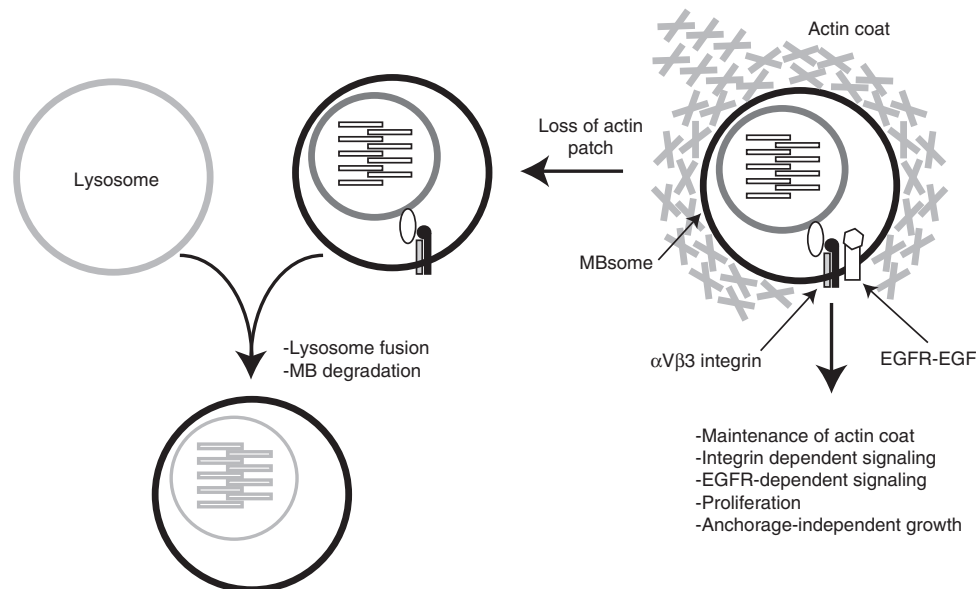 Actin coat
Loss of actin
patch
Lysosome
MBsome
αVβ3 integrin
EGFR-EGF
-Lysosome fusion
-MB degradation
-Maintenance of actin coat
-Integrin dependent signaling
-EGFR-dependent signaling
-Proliferation
-Anchorage-independent growth